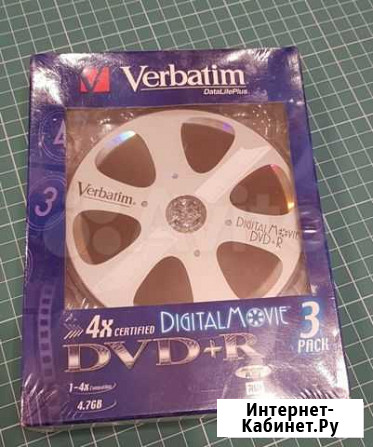 Verbatim
DataLifePlus
4
3
Verbatim
DIGITALMOVIE
DVD+R
4x CERTIFIED DIGITALMOVIE 3
PACK
DVD+R
1-4x
4.7GB
Интернет-
Кабинет.Ру